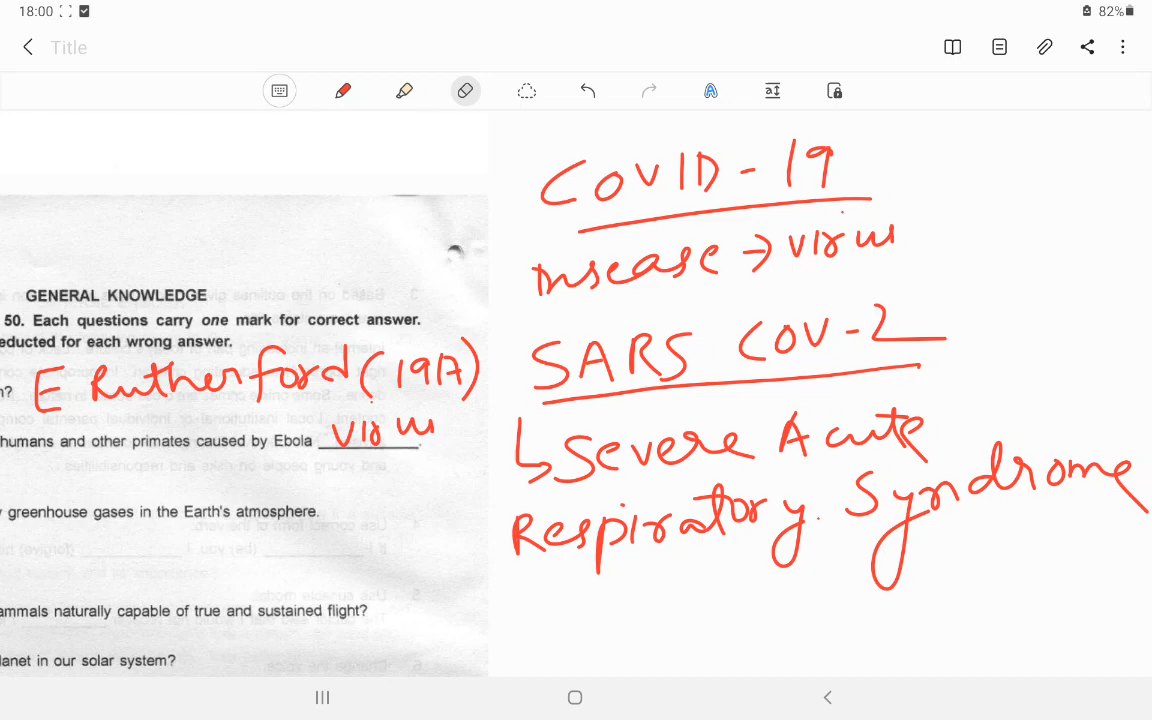 18:00
82%
Title
GENERAL KNOWLEDGE
50. Each questions carry one mark for correct answer.
educted for each wrong answer.
n?
E Rutherford (1917)
humans and other primates caused by Ebola virus.
y greenhouse gases in the Earth's atmosphere.
ammals naturally capable of true and sustained flight?
lanet in our solar system?
COVID-19
Disease → virus
SARS COV-2
↳ Severe Acute
Respiratory Syndrome